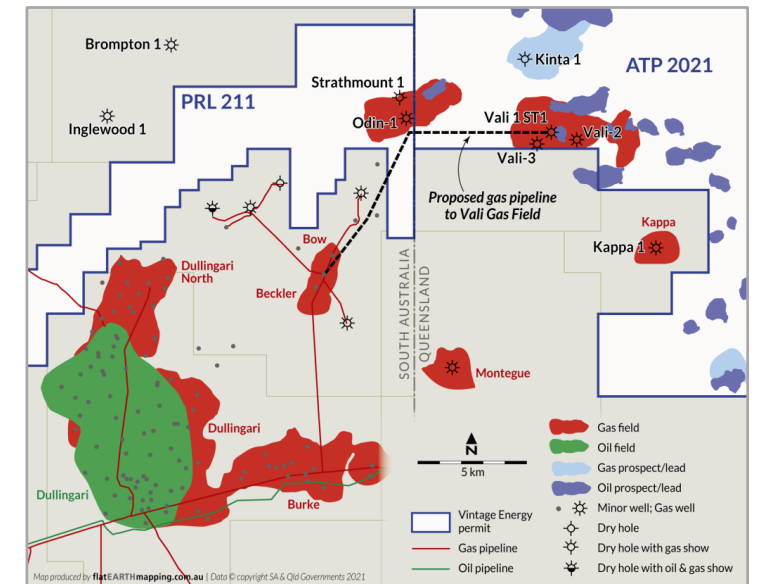 Brompton 1
Kinta 1
ATP 2021
Strathmount 1
PRL 211
Odin-1
Vali 1 ST1
Vali-2
Inglewood 1
Vali-3
Proposed gas pipeline
to Vali Gas Field
Kappa
Kappa 1
Bow
Dullingari
North
Beckler
SOUTH AUSTRALIA
QUEENSLAND
Montegue
Dullingari
Dullingari
Burke
N
5 km
Vintage Energy
permit
Gas pipeline
Oil pipeline
Gas field
Oil field
Gas prospect/lead
Oil prospect/lead
Minor well; Gas well
Dry hole
Dry hole with gas show
Dry hole with oil & gas show
Map produced by flatEARTHmapping.com.au | Data © copyright SA & Qld Governments 2021